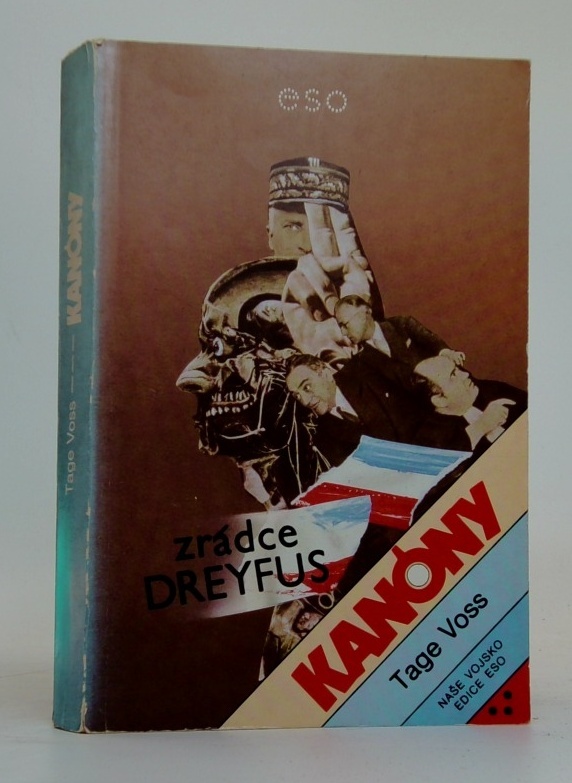 eso
zrádce
DREYFUS
KANÓNY
Tage Voss
NAŠE VOJSKO
EDICE ESO
Tage Voss — KANÓNY